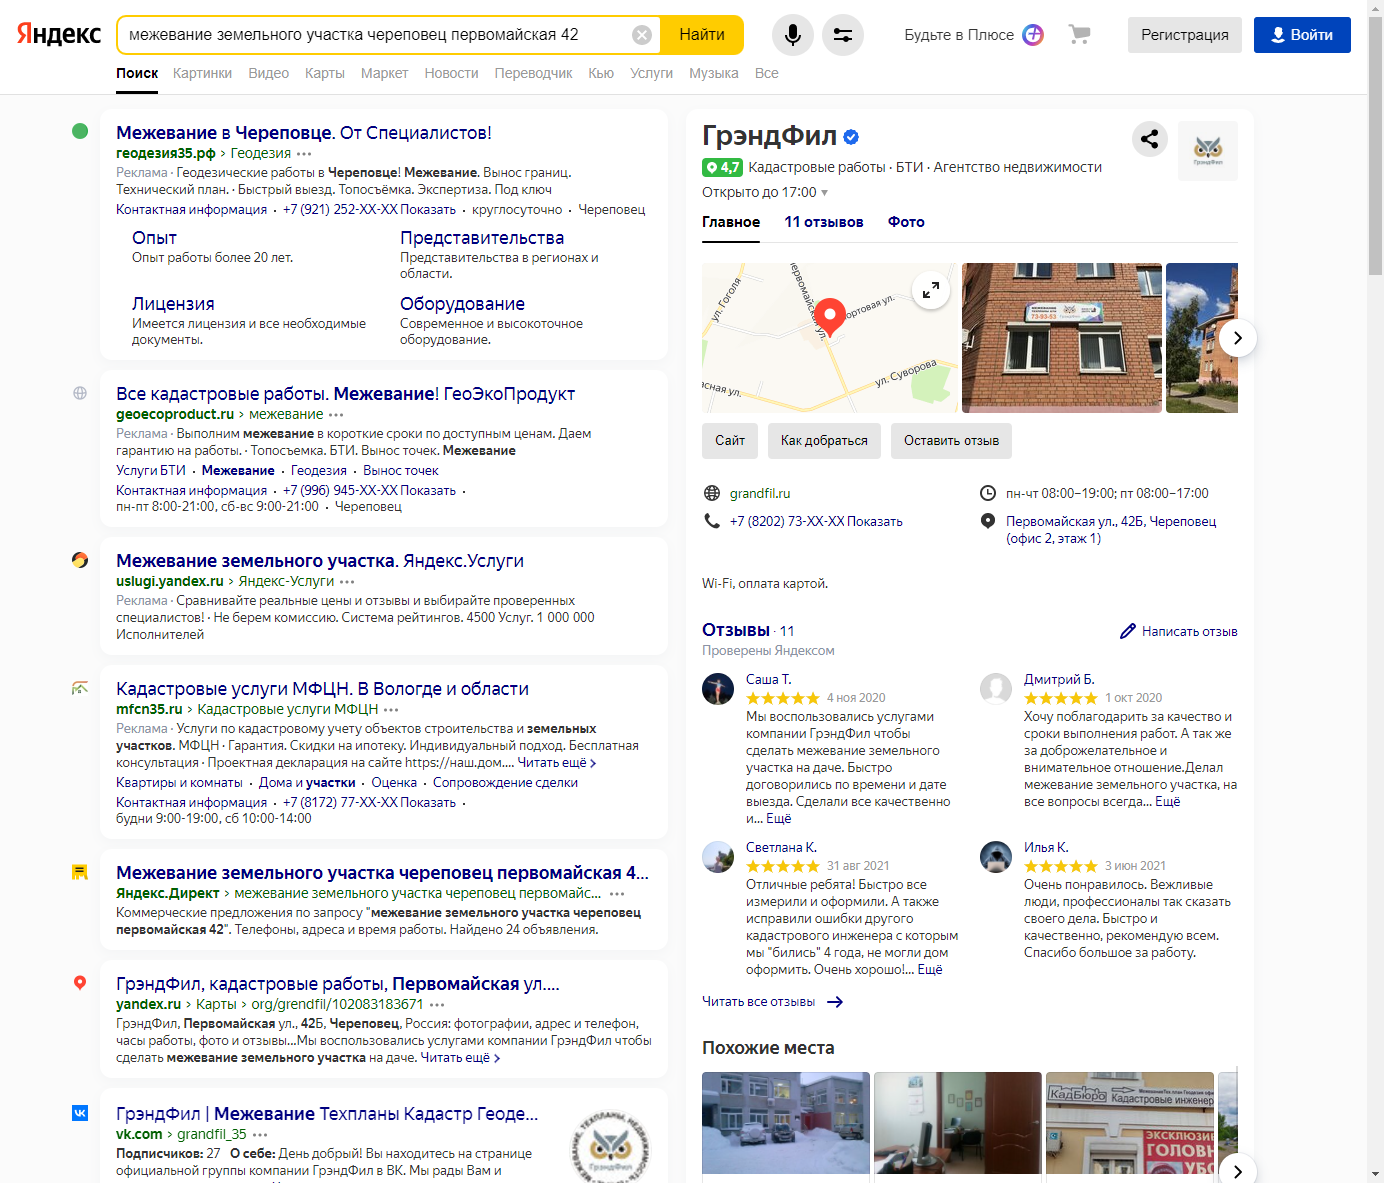 Яндекс
межевание земельного участка череповец первомайская 42
Найти
Будьте в Плюсе
Регистрация
Войти
Поиск Картинки Видео Карты Маркет Новости Переводчик Кью Услуги Музыка Все
Межевание в Череповце. От Специалистов!
геодезия35.рф › Геодезия
Реклама · Геодезические работы в Череповце! Межевание. Вынос границ.
Технический план. · Быстрый выезд. Топосъёмка. Экспертиза. Под ключ
Контактная информация · +7 (921) 252-XX-XX Показать · круглосуточно · Череповец
Опыт
Опыт работы более 20 лет.
Представительства
Представительства в регионах и
области.
Лицензия
Имеется лицензия и все необходимые
документы.
Оборудование
Современное и высокоточное
оборудование.
Все кадастровые работы. Межевание! ГеоЭкоПродукт
geoecoproduct.ru › межевание
Реклама · Выполним межевание в короткие сроки по доступным ценам. Даем
гарантию на работы. · Топосъемка. БТИ. Вынос точек. Межевание
Услуги БТИ · Межевание · Геодезия · Вынос точек
Контактная информация · +7 (996) 945-XX-XX Показать ·
пн-пт 8:00-21:00, сб-вс 9:00-21:00 · Череповец
Межевание земельного участка. Яндекс.Услуги
uslugi.yandex.ru › Яндекс-Услуги
Реклама · Сравнивайте реальные цены и отзывы и выбирайте проверенных
специалистов! · Не берем комиссию. Система рейтингов. 4500 Услуг. 1 000 000
Исполнителей
Кадастровые услуги МФЦН. В Вологде и области
mfcn35.ru › Кадастровые услуги МФЦН
Реклама · Услуги по кадастровому учету объектов строительства и земельных
участков. МФЦН · Гарантия. Скидки на ипотеку. Индивидуальный подход. Бесплатная
консультация · Проектная декларация на сайте https://наш.дом.... Читать ещё ›
Квартиры и комнаты · Дома и участки · Оценка · Сопровождение сделки
Контактная информация · +7 (8172) 77-XX-XX Показать ·
будни 9:00-19:00, сб 10:00-14:00
Межевание земельного участка череповец первомайская 4...
Яндекс.Директ › межевание земельного участка череповец первомайс...
Коммерческие предложения по запросу "межевание земельного участка череповец
первомайская 42". Телефоны, адреса и время работы. Найдено 24 объявления.
ГрэндФил, кадастровые работы, Первомайская ул....
yandex.ru › Карты › org/grendfil/102083183671
ГрэндФил, Первомайская ул., 42Б, Череповец, Россия: фотографии, адрес и телефон,
часы работы, фото и отзывы...Мы воспользовались услугами компании ГрэндФил чтобы
сделать межевание земельного участка на даче. Читать ещё ›
ГрэндФил | Межевание Техпланы Кадастр Геоде...
vk.com › grandfil_35
Подписчиков: 27 О себе: День добрый! Вы находитесь на странице
официальной группы компании ГрэндФил в ВК. Мы рады Вам и
ГрэндФил
4,7 Кадастровые работы · БТИ · Агентство недвижимости
Открыто до 17:00
Главное 11 отзывов Фото
ул. Гоголя
ул. Суворова
73-93-53
Сайт Как добраться Оставить отзыв
grandfil.ru
пн-чт 08:00–19:00; пт 08:00–17:00
+7 (8202) 73-XX-XX Показать
Первомайская ул., 42Б, Череповец
(офис 2, этаж 1)
Wi-Fi, оплата картой.
Отзывы · 11
Написать отзыв
Проверены Яндексом
Саша Т.
4 ноя 2020
Мы воспользовались услугами
компании ГрэндФил чтобы
сделать межевание земельного
участка на даче. Быстро
договорились по времени и дате
выезда. Сделали все качественно
и... Ещё
Дмитрий Б.
1 окт 2020
Хочу поблагодарить за качество и
сроки выполнения работ. А так же
за доброжелательное и
внимательное отношение.Делал
межевание земельного участка, на
все вопросы всегда... Ещё
Светлана К.
31 авг 2021
Отличные ребята! Быстро все
измерили и оформили. А также
исправили ошибки другого
кадастрового инженера с которым
мы "бились" 4 года, не могли дом
оформить. Очень хорошо!... Ещё
Илья К.
3 июн 2021
Очень понравилось. Вежливые
люди, профессионалы так сказать
своего дела. Быстро и
качественно, рекомендую всем.
Спасибо большое за работу.
Читать все отзывы
Похожие места
КадБюро
Кадастровые инженер
ЭКСКЛЮЗИ
ГОЛОВН
УБО